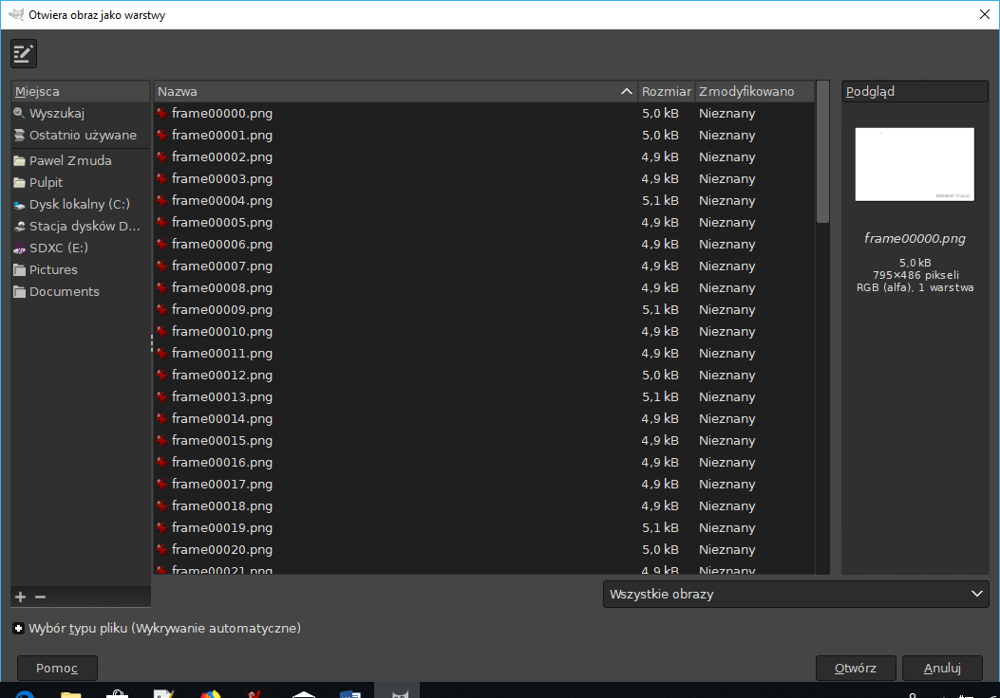 Otwiera obraz jako warstwy
Miejsca
Wyszukaj
Ostatnio używane
Pawel Zmuda
Pulpit
Dysk lokalny (C:)
Stacja dysków D...
SDXC (E:)
Pictures
Documents
Nazwa Rozmiar Zmodyfikowano
frame00000.png 5,0 kB Nieznany
frame00001.png 5,0 kB Nieznany
frame00002.png 4,9 kB Nieznany
frame00003.png 4,9 kB Nieznany
frame00004.png 5,1 kB Nieznany
frame00005.png 4,9 kB Nieznany
frame00006.png 4,9 kB Nieznany
frame00007.png 4,9 kB Nieznany
frame00008.png 4,9 kB Nieznany
frame00009.png 5,1 kB Nieznany
frame00010.png 4,9 kB Nieznany
frame00011.png 4,9 kB Nieznany
frame00012.png 5,0 kB Nieznany
frame00013.png 5,1 kB Nieznany
frame00014.png 4,9 kB Nieznany
frame00015.png 4,9 kB Nieznany
frame00016.png 4,9 kB Nieznany
frame00017.png 4,9 kB Nieznany
frame00018.png 4,9 kB Nieznany
frame00019.png 5,1 kB Nieznany
frame00020.png 5,0 kB Nieznany
frame00021.png 4,9 kB Nieznany
Podgląd
frame00000.png
5,0 kB
795×486 pikseli
RGB (alfa), 1 warstwa
Wszystkie obrazy
Wybór typu pliku (Wykrywanie automatyczne)
Pomoc
Otwórz
Anuluj